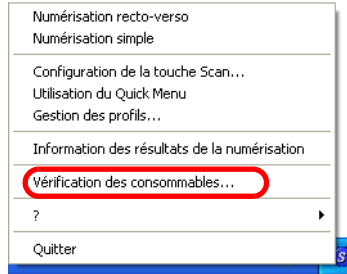 Numérisation recto-verso
Numérisation simple
Configuration de la touche Scan...
Utilisation du Quick Menu
Gestion des profils...
Information des résultats de la numérisation
Vérification des consommables...
?
Quitter
S